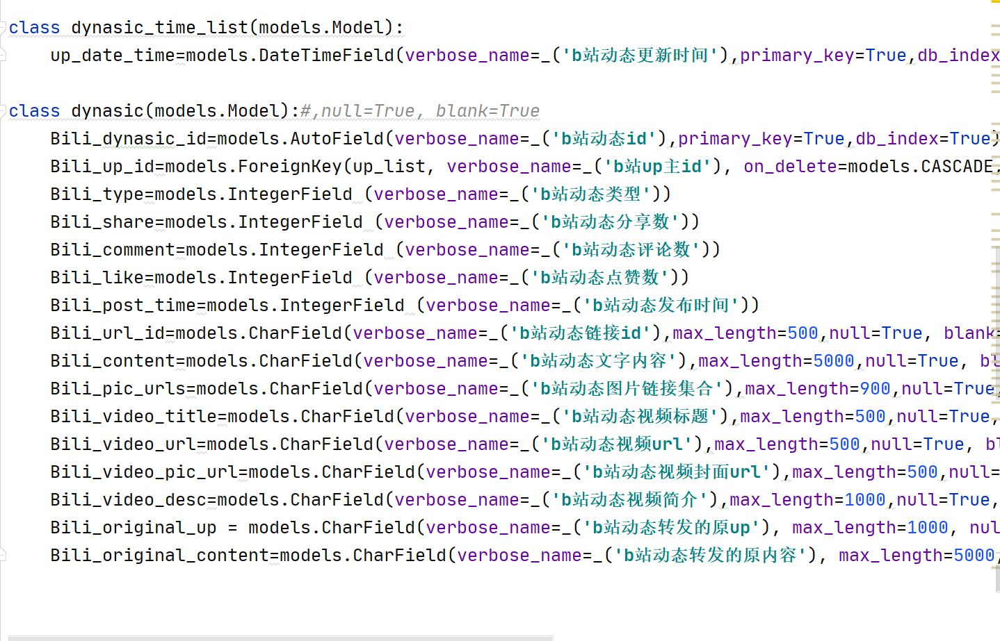 class dynasic_time_list(models.Model):
    up_date_time=models.DateTimeField(verbose_name=_('b站动态更新时间'),primary_key=True,db_index
class dynasic(models.Model):#,null=True, blank=True
    Bili_dynasic_id=models.AutoField(verbose_name=_('b站动态id'),primary_key=True,db_index=True)
    Bili_up_id=models.ForeignKey(up_list, verbose_name=_('b站up主id'), on_delete=models.CASCADE,
    Bili_type=models.IntegerField (verbose_name=_('b站动态类型'))
    Bili_share=models.IntegerField (verbose_name=_('b站动态分享数'))
    Bili_comment=models.IntegerField (verbose_name=_('b站动态评论数'))
    Bili_like=models.IntegerField (verbose_name=_('b站动态点赞数'))
    Bili_post_time=models.IntegerField (verbose_name=_('b站动态发布时间'))
    Bili_url_id=models.CharField(verbose_name=_('b站动态链接id'),max_length=500,null=True, blank=
    Bili_content=models.CharField(verbose_name=_('b站动态文字内容'),max_length=5000,null=True, bl
    Bili_pic_urls=models.CharField(verbose_name=_('b站动态图片链接集合'),max_length=900,null=True,
    Bili_video_title=models.CharField(verbose_name=_('b站动态视频标题'),max_length=500,null=True,
    Bili_video_url=models.CharField(verbose_name=_('b站动态视频url'),max_length=500,null=True, bl
    Bili_video_pic_url=models.CharField(verbose_name=_('b站动态视频封面url'),max_length=500,null=
    Bili_video_desc=models.CharField(verbose_name=_('b站动态视频简介'),max_length=1000,null=True,
    Bili_original_up = models.CharField(verbose_name=_('b站动态转发的原up'), max_length=1000, nul
    Bili_original_content=models.CharField(verbose_name=_('b站动态转发的原内容'), max_length=5000,